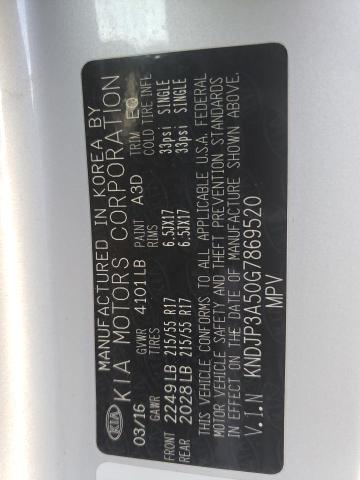 KIA
MANUFACTURED IN KOREA BY
KIA MOTORS CORPORATION
03/16 GVWR 4101LB PAINT A3D TRIM EQ
GAWR TIRES RIMS COLD TIRE INFL
FRONT 2249LB 215/55 R17 6.5JX17 33psi SINGLE
REAR 2028LB 215/55 R17 6.5JX17 33psi SINGLE
THIS VEHICLE CONFORMS TO ALL APPLICABLE U.S.A. FEDERAL
MOTOR VEHICLE SAFETY AND THEFT PREVENTION STANDARDS
IN EFFECT ON THE DATE OF MANUFACTURE SHOWN ABOVE.
V.I.N KNDJP3A50G7869520
MPV